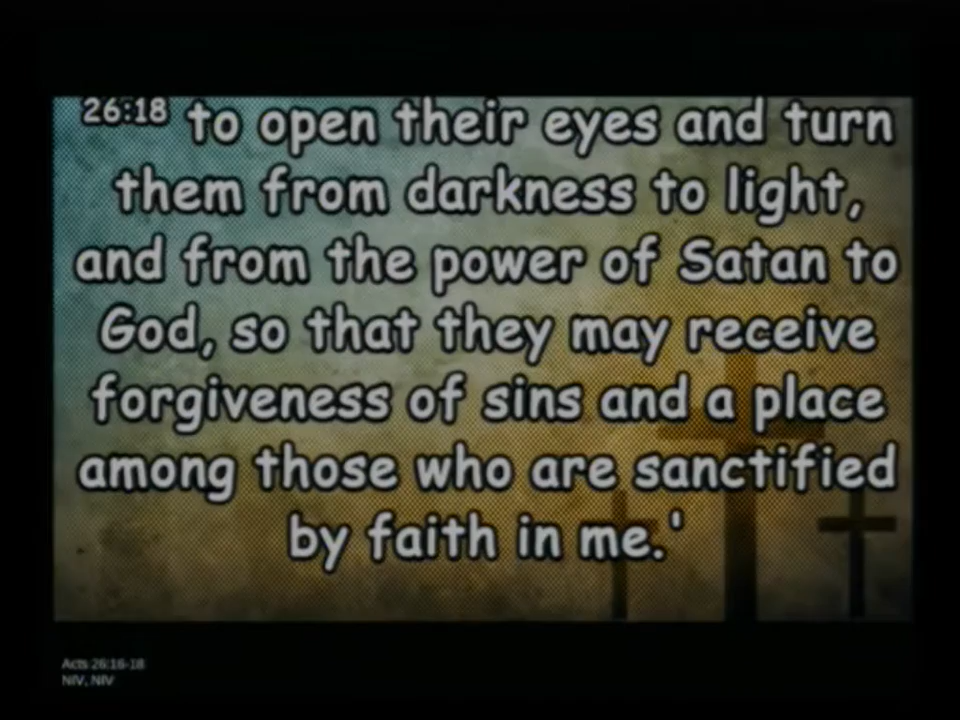 26:18 to open their eyes and turn
them from darkness to light,
and from the power of Satan to
God, so that they may receive
forgiveness of sins and a place
among those who are sanctified
by faith in me.'
Acts 26:16-18
NIV, NIV